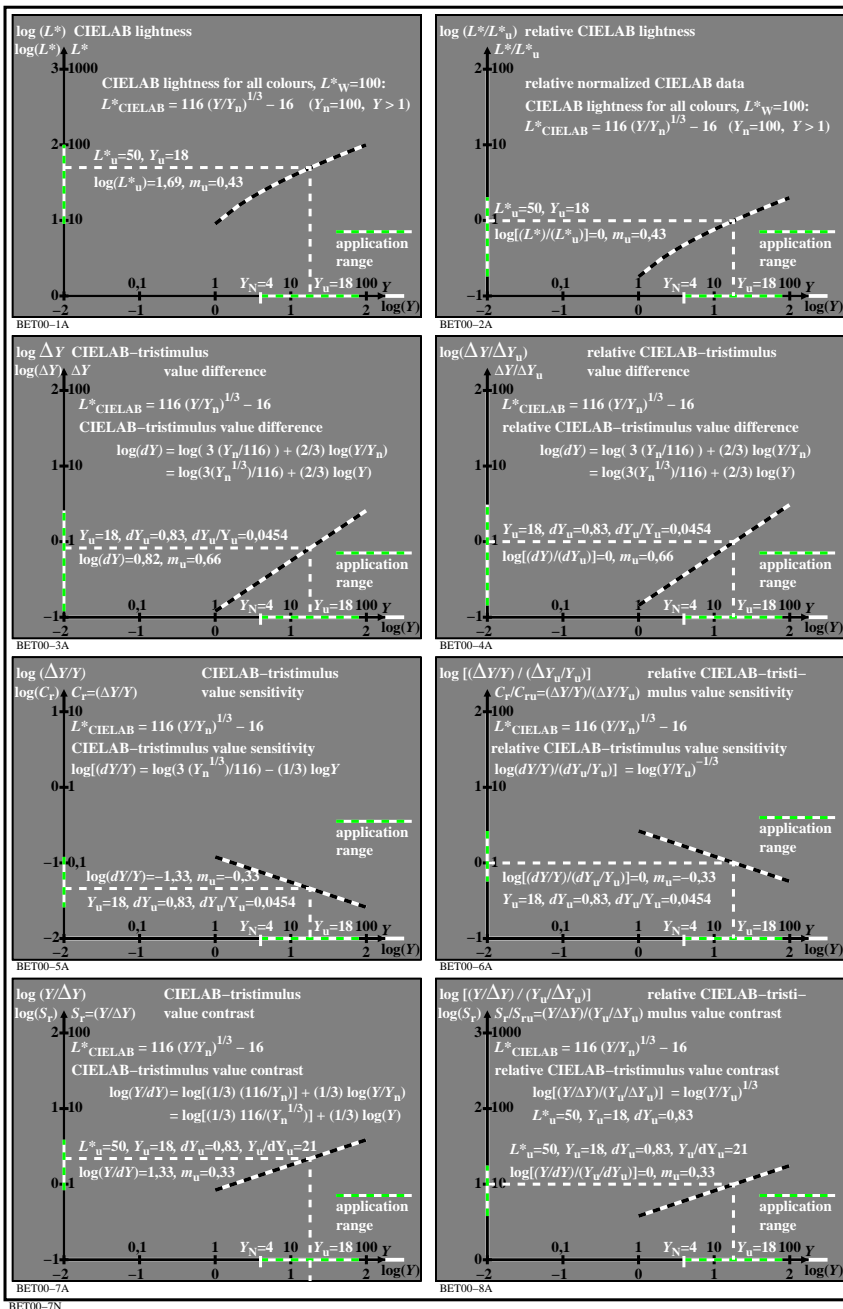 log (L*) CIELAB lightness
log(L*) L*
3 1000
CIELAB lightness for all colours, L*W=100:
L*CIELAB = 116 (Y/Yn)^1/3 − 16 (Yn=100, Y > 1)
2 100
L*u=50, Yu=18
log(L*u)=1,69, mu=0,43
1 10
application
range
YN=4 Yu=18
0 1 0,1 1 10 100 Y
−2 −1 0 1 2 log(Y)
BET00−1A
log (L*/L*u) relative CIELAB lightness
L*/L*u
2 100
relative normalized CIELAB data
CIELAB lightness for all colours, L*W=100:
L*CIELAB = 116 (Y/Yn)^1/3 − 16 (Yn=100, Y > 1)
1 10
L*u=50, Yu=18
0 1
log[(L*)/(L*u)]=0, mu=0,43
application
range
YN=4 Yu=18
−1 0,1 1 10 100 Y
−2 −1 0 1 2 log(Y)
BET00−2A
log ΔY CIELAB−tristimulus
log(ΔY) ΔY value difference
2 100
L*CIELAB = 116 (Y/Yn)^1/3 − 16
CIELAB−tristimulus value difference
log(dY) = log( 3 (Yn/116) ) + (2/3) log(Y/Yn)
1 10
= log(3(Yn^1/3)/116) + (2/3) log(Y)
Yu=18, dYu=0,83, dYu/Yu=0,0454
0 1
log(dY)=0,82, mu=0,66
application
range
0,1 1 YN=4 10 Yu=18 100 Y
−1
−2 −1 0 1 2 log(Y)
BET00−3A
log(ΔY/ΔYu) relative CIELAB−tristimulus
ΔY/ΔYu value difference
2 100
L*CIELAB = 116 (Y/Yn)^1/3 − 16
relative CIELAB−tristimulus value difference
log(dY) = log( 3 (Yn/116) ) + (2/3) log(Y/Yn)
1 10
= log(3(Yn^1/3)/116) + (2/3) log(Y)
Yu=18, dYu=0,83, dYu/Yu=0,0454
0 1
log[(dY)/(dYu)]=0, mu=0,66
application
range
0,1 1 YN=4 10 Yu=18 100 Y
−1
−2 −1 0 1 2 log(Y)
BET00−4A
log (ΔY/Y) CIELAB−tristimulus
log(Cr) Cr=(ΔY/Y) value sensitivity
1 10
L*CIELAB = 116 (Y/Yn)^1/3 − 16
CIELAB−tristimulus value sensitivity
log[(dY/Y) = log(3 (Yn^1/3)/116) − (1/3) logY
0 1
application
range
−1 0,1
log(dY/Y)=−1,33, mu=−0,33
Yu=18, dYu=0,83, dYu/Yu=0,0454
0,1 1 YN=4 10 Yu=18 100 Y
−2
−2 −1 0 1 2 log(Y)
BET00−5A
log [(ΔY/Y) / (ΔYu/Yu)] relative CIELAB−tristi−
Cr/Cru=(ΔY/Y)/(ΔY/Yu) mulus value sensitivity
2 100
L*CIELAB = 116 (Y/Yn)^1/3 − 16
relative CIELAB−tristimulus value sensitivity
log(dY/Y)/(dYu/Yu)] = log(Y/Yu)^−1/3
1 10
application
range
0 1
log[(dY/Y)/(dYu/Yu)]=0, mu=−0,33
Yu=18, dYu=0,83, dYu/Yu=0,0454
0,1 1 YN=4 10 Yu=18 100 Y
−1
−2 −1 0 1 2 log(Y)
BET00−6A
log (Y/ΔY) CIELAB−tristimulus
log(Sr) Sr=(Y/ΔY) value contrast
2 100
L*CIELAB = 116 (Y/Yn)^1/3 − 16
CIELAB−tristimulus value contrast
log(Y/dY) = log[(1/3) (116/Yn)] + (1/3) log(Y/Yn)
1 10
= log[(1/3) 116/(Yn^1/3)] + (1/3) log(Y)
L*u=50, Yu=18, dYu=0,83, Yu/dYu=21
0 1
log(Y/dY)=1,33, mu=0,33
application
range
0,1 1 YN=4 10 Yu=18 100 Y
−1
−2 −1 0 1 2 log(Y)
BET00−7A
log [(Y/ΔY) / (Yu/ΔYu)] relative CIELAB−tristi−
log(Sr) Sr/Sru=(Y/ΔY)/(Yu/ΔYu) mulus value contrast
3 1000
L*CIELAB = 116 (Y/Yn)^1/3 − 16
relative CIELAB−tristimulus value contrast
log[(Y/ΔY)/(Yu/ΔYu)] = log(Y/Yu)^1/3
2 100
L*u=50, Yu=18, dYu=0,83
L*u=50, Yu=18, dYu=0,83, Yu/dYu=21
log[(Y/dY)/(Yu/dYu)]=0, mu=0,33
1 10
application
range
0,1 1 YN=4 10 Yu=18 100 Y
0
−2 −1 0 1 2 log(Y)
BET00−8A
BET00−7N